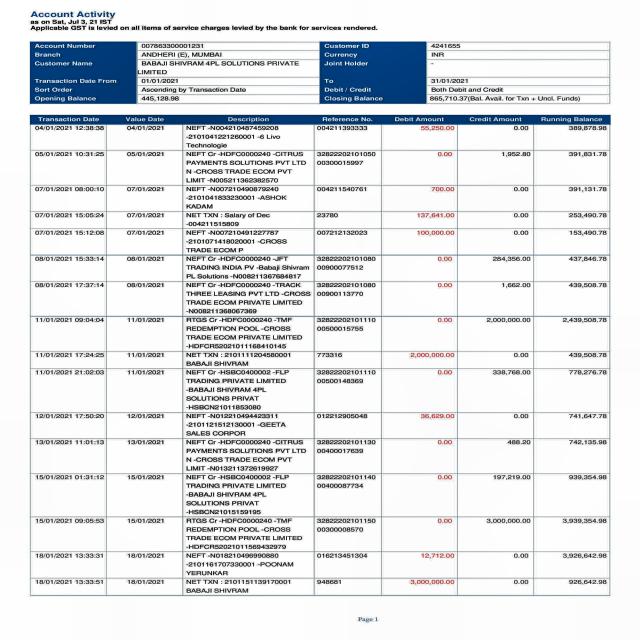 Account Activity
as on Sat, Jul 3, 21 IST
Applicable GST is levied on all items of service charges levied by the bank for services rendered.
Account Number 007863300001231 Customer ID 4241655
Branch ANDHERI (E), MUMBAI Currency INR
Customer Name BABAJI SHIVRAM 4PL SOLUTIONS PRIVATE Joint Holder -
LIMITED
Transaction Date From 01/01/2021 To 31/01/2021
Sort Order Ascending by Transaction Date Debit / Credit Both Debit and Credit
Opening Balance 445,128.98 Closing Balance 865,710.37(Bal. Avail. for Txn + Uncl. Funds)
Transaction Date Value Date Description Reference No. Debit Amount Credit Amount Running Balance
04/01/2021 12:38:38 04/01/2021 NEFT -N004210487459208 004211393333 55,250.00 0.00 389,878.98
-2101041221260001 -6 Livo
Technologie
05/01/2021 10:31:25 05/01/2021 NEFT Cr -HDFC0000240 -CITRUS 32822202101050 0.00 1,952.80 391,831.78
PAYMENTS SOLUTIONS PVT LTD 00300015997
N -CROSS TRADE ECOM PVT
LIMIT -N005211362382570
07/01/2021 08:00:10 07/01/2021 NEFT -N007210490879240 004211540761 700.00 0.00 391,131.78
-2101041833230001 -ASHOK
KADAM
07/01/2021 15:05:24 07/01/2021 NET TXN : Salary of Dec 23780 137,641.00 0.00 253,490.78
-004211515809
07/01/2021 15:12:08 07/01/2021 NEFT -N007210491227787 007212132023 100,000.00 0.00 153,490.78
-2101071418020001 -CROSS
TRADE ECOM P
08/01/2021 15:33:14 08/01/2021 NEFT Cr -HDFC0000240 -JFT 32822202101080 0.00 284,356.00 437,846.78
TRADING INDIA PV -Babaji Shivram 00900077512
PL Solutions -N008211367684817
08/01/2021 17:37:14 08/01/2021 NEFT Cr -HDFC0000240 -TRACK 32822202101080 0.00 1,662.00 439,508.78
THREE LEASING PVT LTD -CROSS 00900113770
TRADE ECOM PRIVATE LIMITED
-N008211368067369
11/01/2021 09:04:04 11/01/2021 RTGS Cr -HDFC0000240 -TMF 32822202101110 0.00 2,000,000.00 2,439,508.78
REDEMPTION POOL -CROSS 00500015755
TRADE ECOM PRIVATE LIMITED
-HDFCR52021011168410145
11/01/2021 17:24:25 11/01/2021 NET TXN : 2101111204580001 773316 2,000,000.00 0.00 439,508.78
BABAJI SHIVRAM
11/01/2021 21:02:03 11/01/2021 NEFT Cr -HSBC0400002 -FLP 32822202101110 0.00 338,768.00 778,276.78
TRADING PRIVATE LIMITED 00500148369
-BABAJI SHIVRAM 4PL
SOLUTIONS PRIVAT
-HSBCN21011853080
12/01/2021 17:50:20 12/01/2021 NEFT -N012210494423311 012212905048 36,629.00 0.00 741,647.78
-2101121512130001 -GEETA
SALES CORPOR
13/01/2021 11:01:13 13/01/2021 NEFT Cr -HDFC0000240 -CITRUS 32822202101130 0.00 488.20 742,135.98
PAYMENTS SOLUTIONS PVT LTD 00400017639
N -CROSS TRADE ECOM PVT
LIMIT -N013211372619927
15/01/2021 01:31:12 15/01/2021 NEFT Cr -HSBC0400002 -FLP 32822202101140 0.00 197,219.00 939,354.98
TRADING PRIVATE LIMITED 00400087734
-BABAJI SHIVRAM 4PL
SOLUTIONS PRIVAT
-HSBCN21015159195
15/01/2021 09:05:53 15/01/2021 RTGS Cr -HDFC0000240 -TMF 32822202101150 0.00 3,000,000.00 3,939,354.98
REDEMPTION POOL -CROSS 00300008570
TRADE ECOM PRIVATE LIMITED
-HDFCR52021011569432979
18/01/2021 13:33:31 18/01/2021 NEFT -N018210496990880 016213451304 12,712.00 0.00 3,926,642.98
-2101161707330001 -POONAM
YERUNKAR
18/01/2021 13:33:51 18/01/2021 NET TXN : 2101151139170001 948681 3,000,000.00 0.00 926,642.98
BABAJI SHIVRAM
Page 1